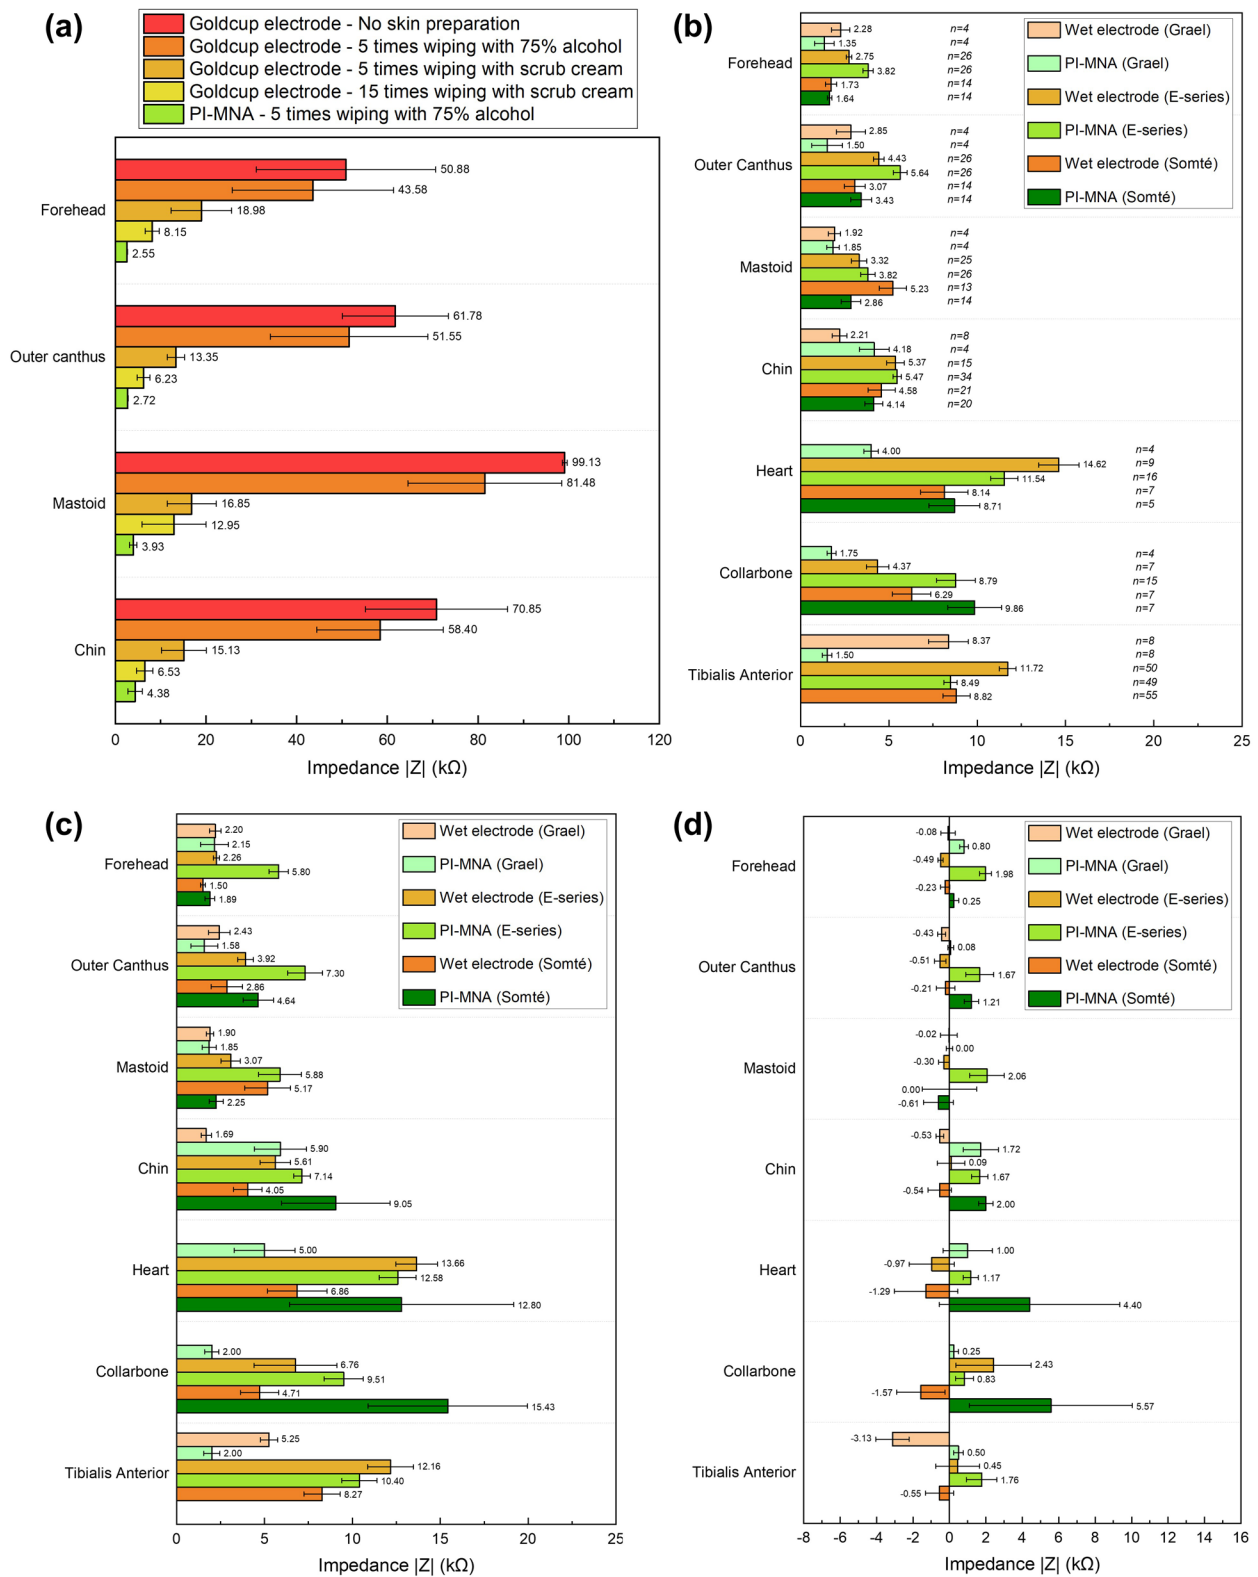 (a)
Goldcup electrode - No skin preparation
Goldcup electrode - 5 times wiping with 75% alcohol
Goldcup electrode - 5 times wiping with scrub cream
Goldcup electrode - 15 times wiping with scrub cream
PI-MNA - 5 times wiping with 75% alcohol
Forehead
50.88
43.58
18.98
8.15
2.55
Outer canthus
61.78
51.55
13.35
6.23
2.72
Mastoid
99.13
81.48
16.85
12.95
3.93
Chin
70.85
58.40
15.13
6.53
4.38
0 20 40 60 80 100 120
Impedance |Z| (kΩ)
(b)
Wet electrode (Grael)
PI-MNA (Grael)
Wet electrode (E-series)
PI-MNA (E-series)
Wet electrode (Somté)
PI-MNA (Somté)
Forehead
2.28 n=4
1.35 n=4
2.75 n=26
3.82 n=26
1.73 n=14
1.64 n=14
Outer Canthus
2.85 n=4
1.50 n=4
4.43 n=26
5.64 n=26
3.07 n=14
3.43 n=14
Mastoid
1.92 n=4
1.85 n=4
3.32 n=25
3.82 n=26
5.23 n=13
2.86 n=14
Chin
2.21 n=8
4.18 n=4
5.37 n=15
5.47 n=34
4.58 n=21
4.14 n=20
Heart
4.00 n=4
14.62 n=9
11.54 n=16
8.14 n=7
8.71 n=5
Collarbone
1.75 n=4
4.37 n=7
8.79 n=15
6.29 n=7
9.86 n=7
Tibialis Anterior
8.37 n=8
1.50 n=8
11.72 n=50
8.49 n=49
8.82 n=55
0 5 10 15 20 25
Impedance |Z| (kΩ)
(c)
Wet electrode (Grael)
PI-MNA (Grael)
Wet electrode (E-series)
PI-MNA (E-series)
Wet electrode (Somté)
PI-MNA (Somté)
Forehead
2.20
2.15
2.26
5.80
1.50
1.89
Outer Canthus
2.43
1.58
3.92
7.30
2.86
4.64
Mastoid
1.90
1.85
3.07
5.88
5.17
2.25
Chin
1.69
5.90
5.61
7.14
4.05
9.05
Heart
5.00
13.66
12.58
6.86
12.80
Collarbone
2.00
6.76
9.51
4.71
15.43
Tibialis Anterior
5.25
2.00
12.16
10.40
8.27
0 5 10 15 20 25
Impedance |Z| (kΩ)
(d)
Wet electrode (Grael)
PI-MNA (Grael)
Wet electrode (E-series)
PI-MNA (E-series)
Wet electrode (Somté)
PI-MNA (Somté)
Forehead
-0.08
0.80
-0.49
1.98
-0.23
0.25
Outer Canthus
-0.43
0.08
-0.51
1.67
-0.21
1.21
Mastoid
-0.02
0.00
-0.30
2.06
0.00
-0.61
Chin
-0.53
1.72
0.09
1.67
-0.54
2.00
Heart
1.00
-0.97
1.17
-1.29
4.40
Collarbone
0.25
2.43
0.83
-1.57
5.57
Tibialis Anterior
-3.13
0.50
0.45
1.76
-0.55
-8 -6 -4 -2 0 2 4 6 8 10 12 14 16
Impedance |Z| (kΩ)